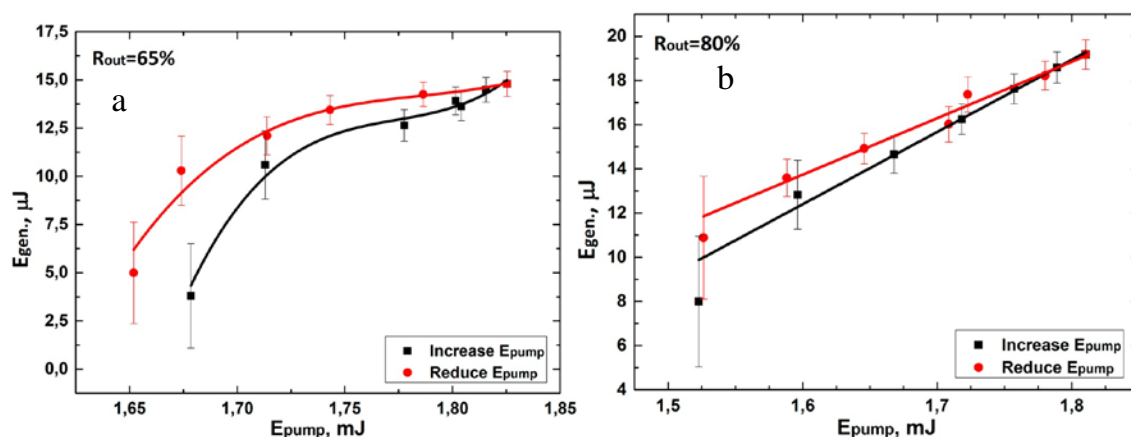 a
Rout=65%
Egen., μJ
17,5
15,0
12,5
10,0
7,5
5,0
2,5
0,0
1,65
1,70
1,75
1,80
1,85
Epump, mJ
Increase Epump
Reduce Epump
b
Rout=80%
Egen., μJ
20
18
16
14
12
10
8
6
4
1,5
1,6
1,7
1,8
Epump, mJ
Increase Epump
Reduce Epump